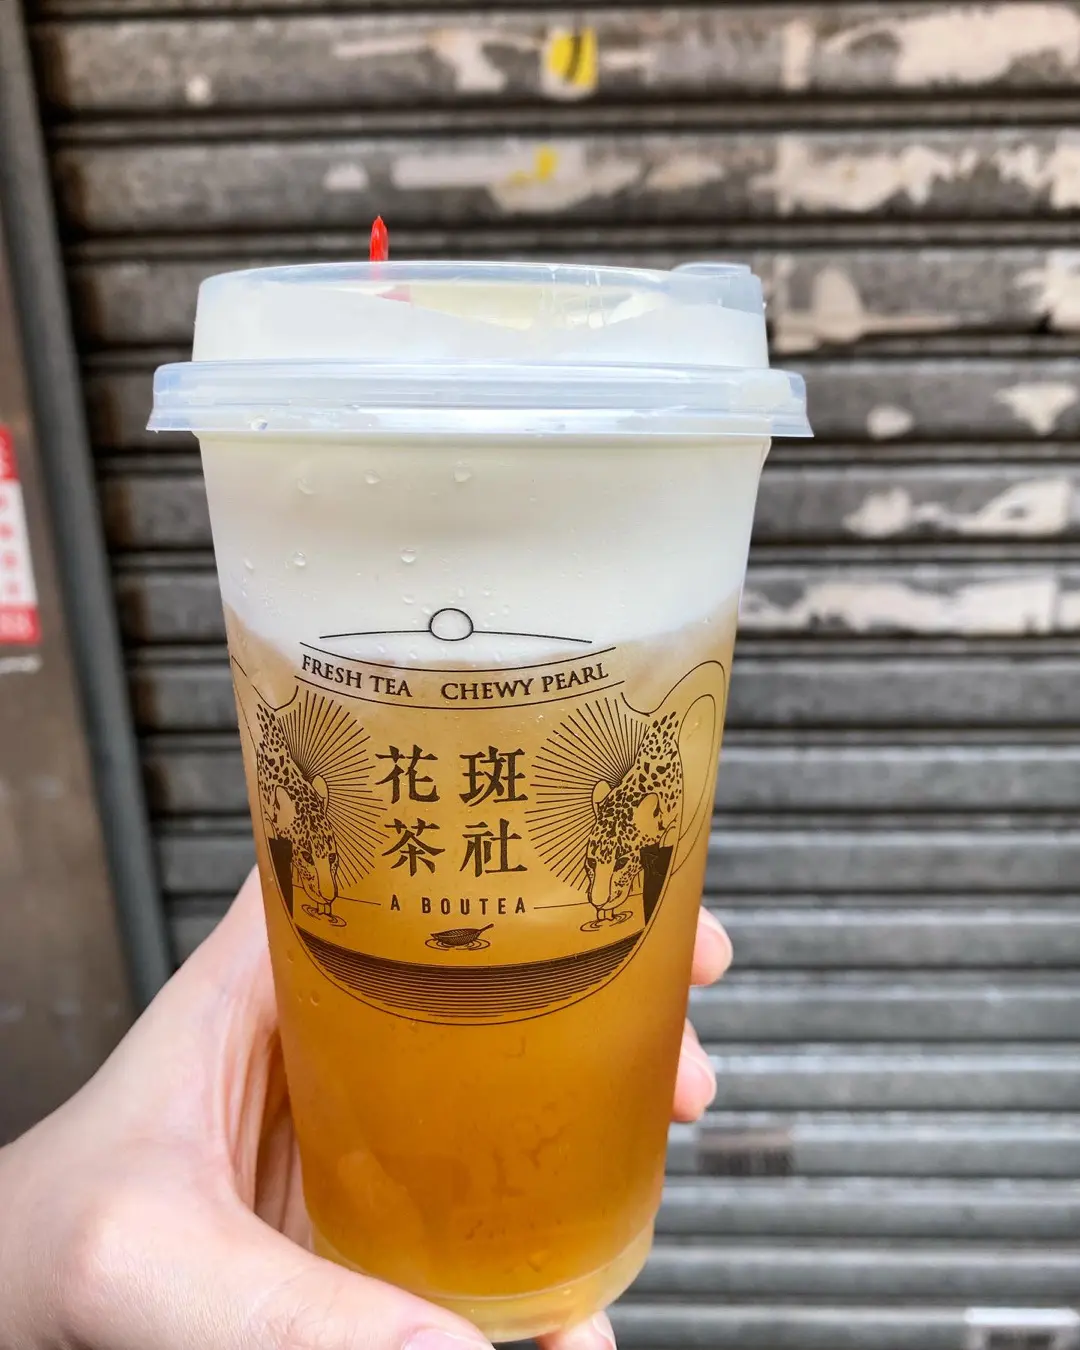 FRESH TEA CHEWY PEARL
花 斑
茶 社
A BOUTEA